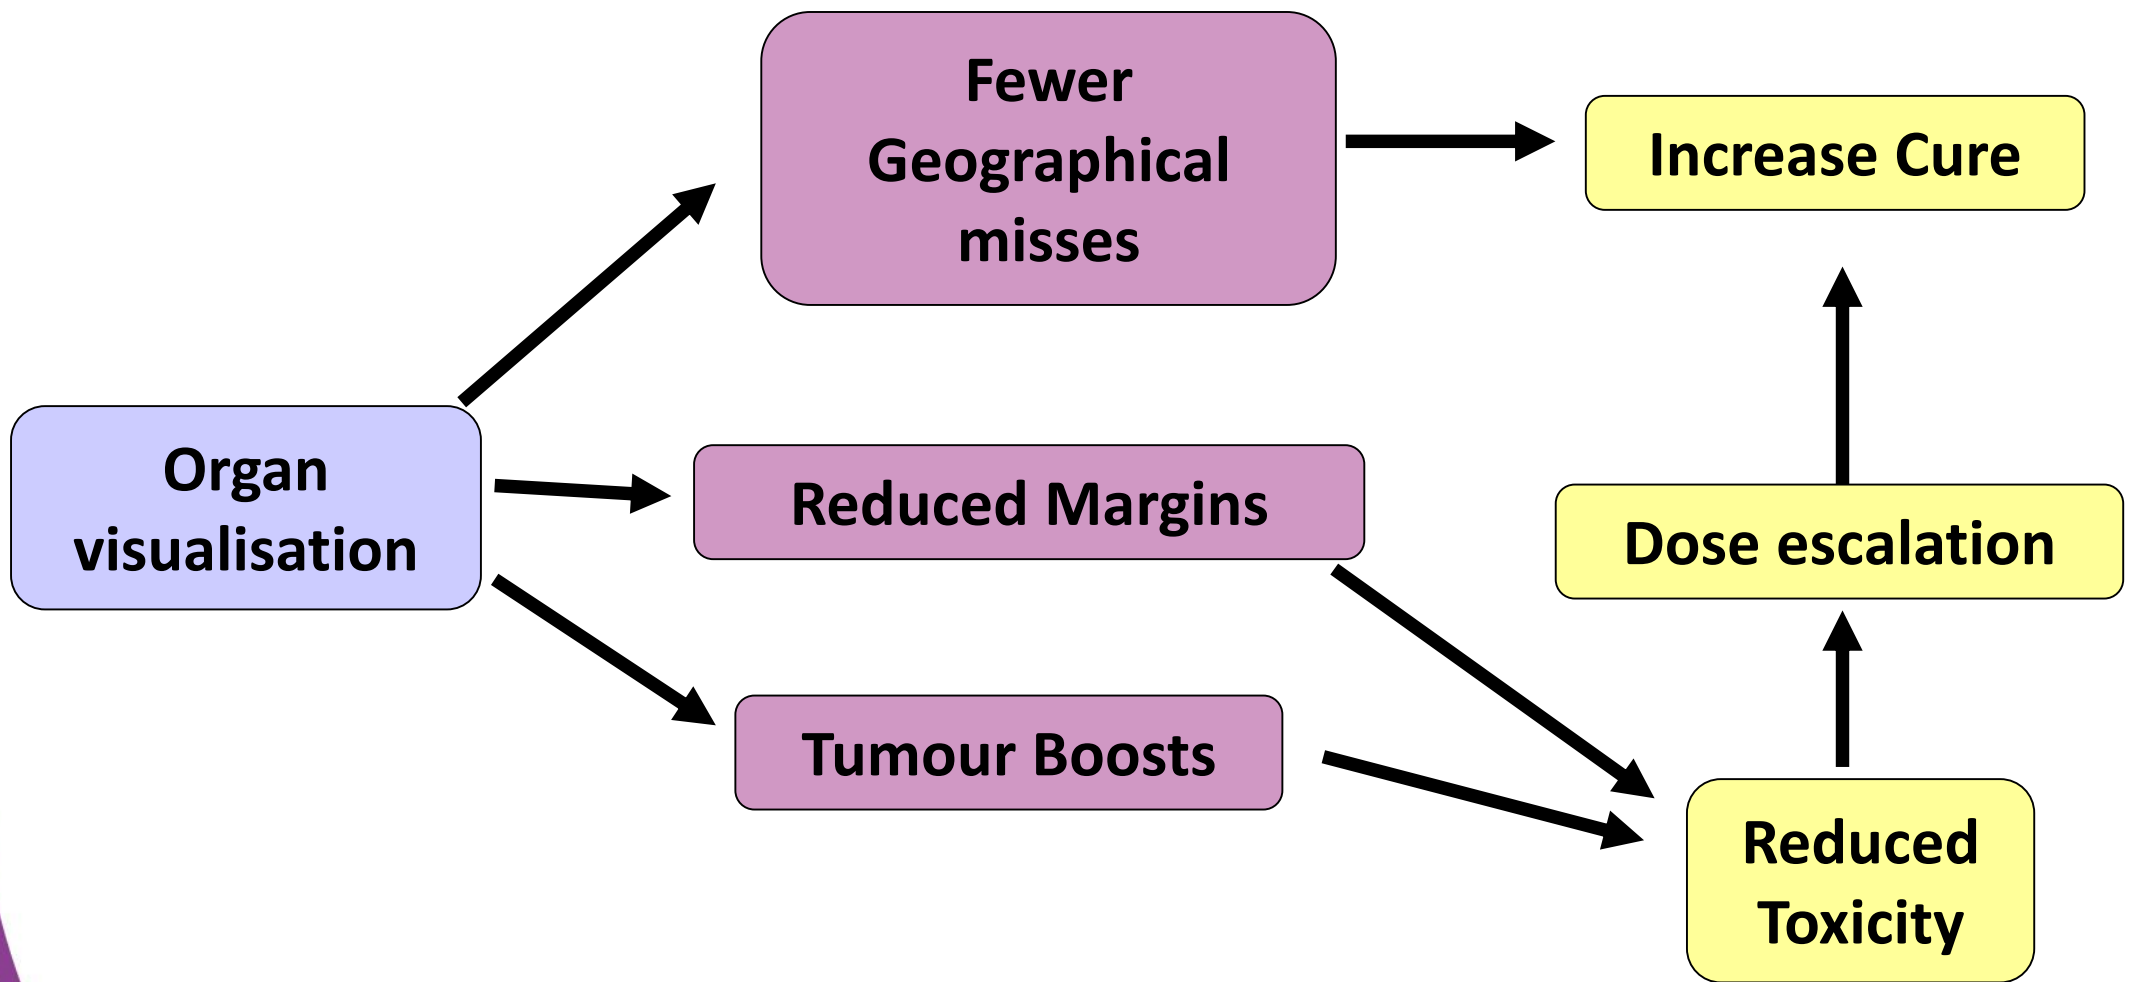 Fewer
Geographical
misses
Increase Cure
Organ
visualisation
Reduced Margins
Dose escalation
Tumour Boosts
Reduced
Toxicity